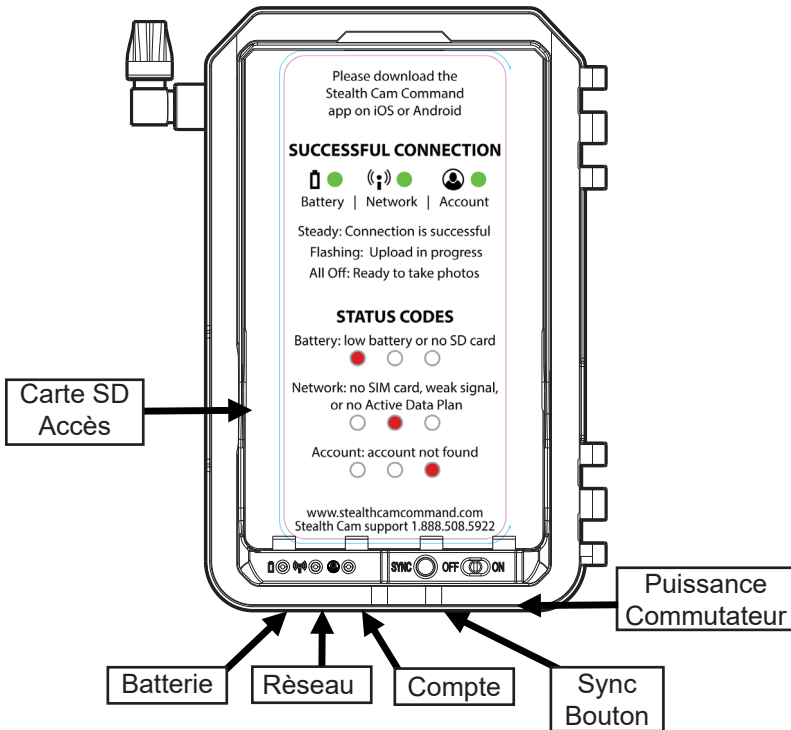 Please download the
Stealth Cam Command
app on iOS or Android
SUCCESSFUL CONNECTION
Battery | Network | Account
Steady: Connection is successful
Flashing: Upload in progress
All Off: Ready to take photos
STATUS CODES
Battery: low battery or no SD card
Network: no SIM card, weak signal,
or no Active Data Plan
Account: account not found
www.stealthcamcommand.com
Stealth Cam support 1.888.508.5922
SYNC OFF ON
Carte SD
Accès
Puissance
Commutateur
Batterie
Rèseau
Compte
Sync
Bouton